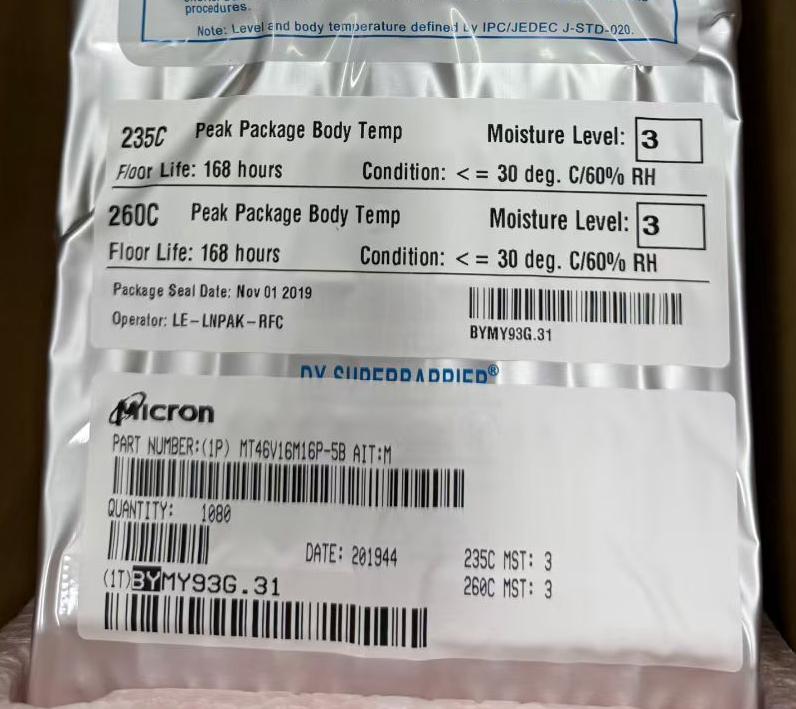 procedures.
Note: Level and body temperature defined by IPC/JEDEC J-STD-020.
235C Peak Package Body Temp Moisture Level: 3
Floor Life: 168 hours Condition: < = 30 deg. C/60% RH
260C Peak Package Body Temp Moisture Level: 3
Floor Life: 168 hours Condition: < = 30 deg. C/60% RH
Package Seal Date: Nov 01 2019
Operator: LE-LNPAK-RFC
BYMY93G.31
DRY SUPERBARRIER®
Micron
PART NUMBER:(1P) MT46V16M16P-5B AIT:M
QUANTITY: 1080
DATE: 201944 235C MST: 3
260C MST: 3
(1T)BYMY93G.31